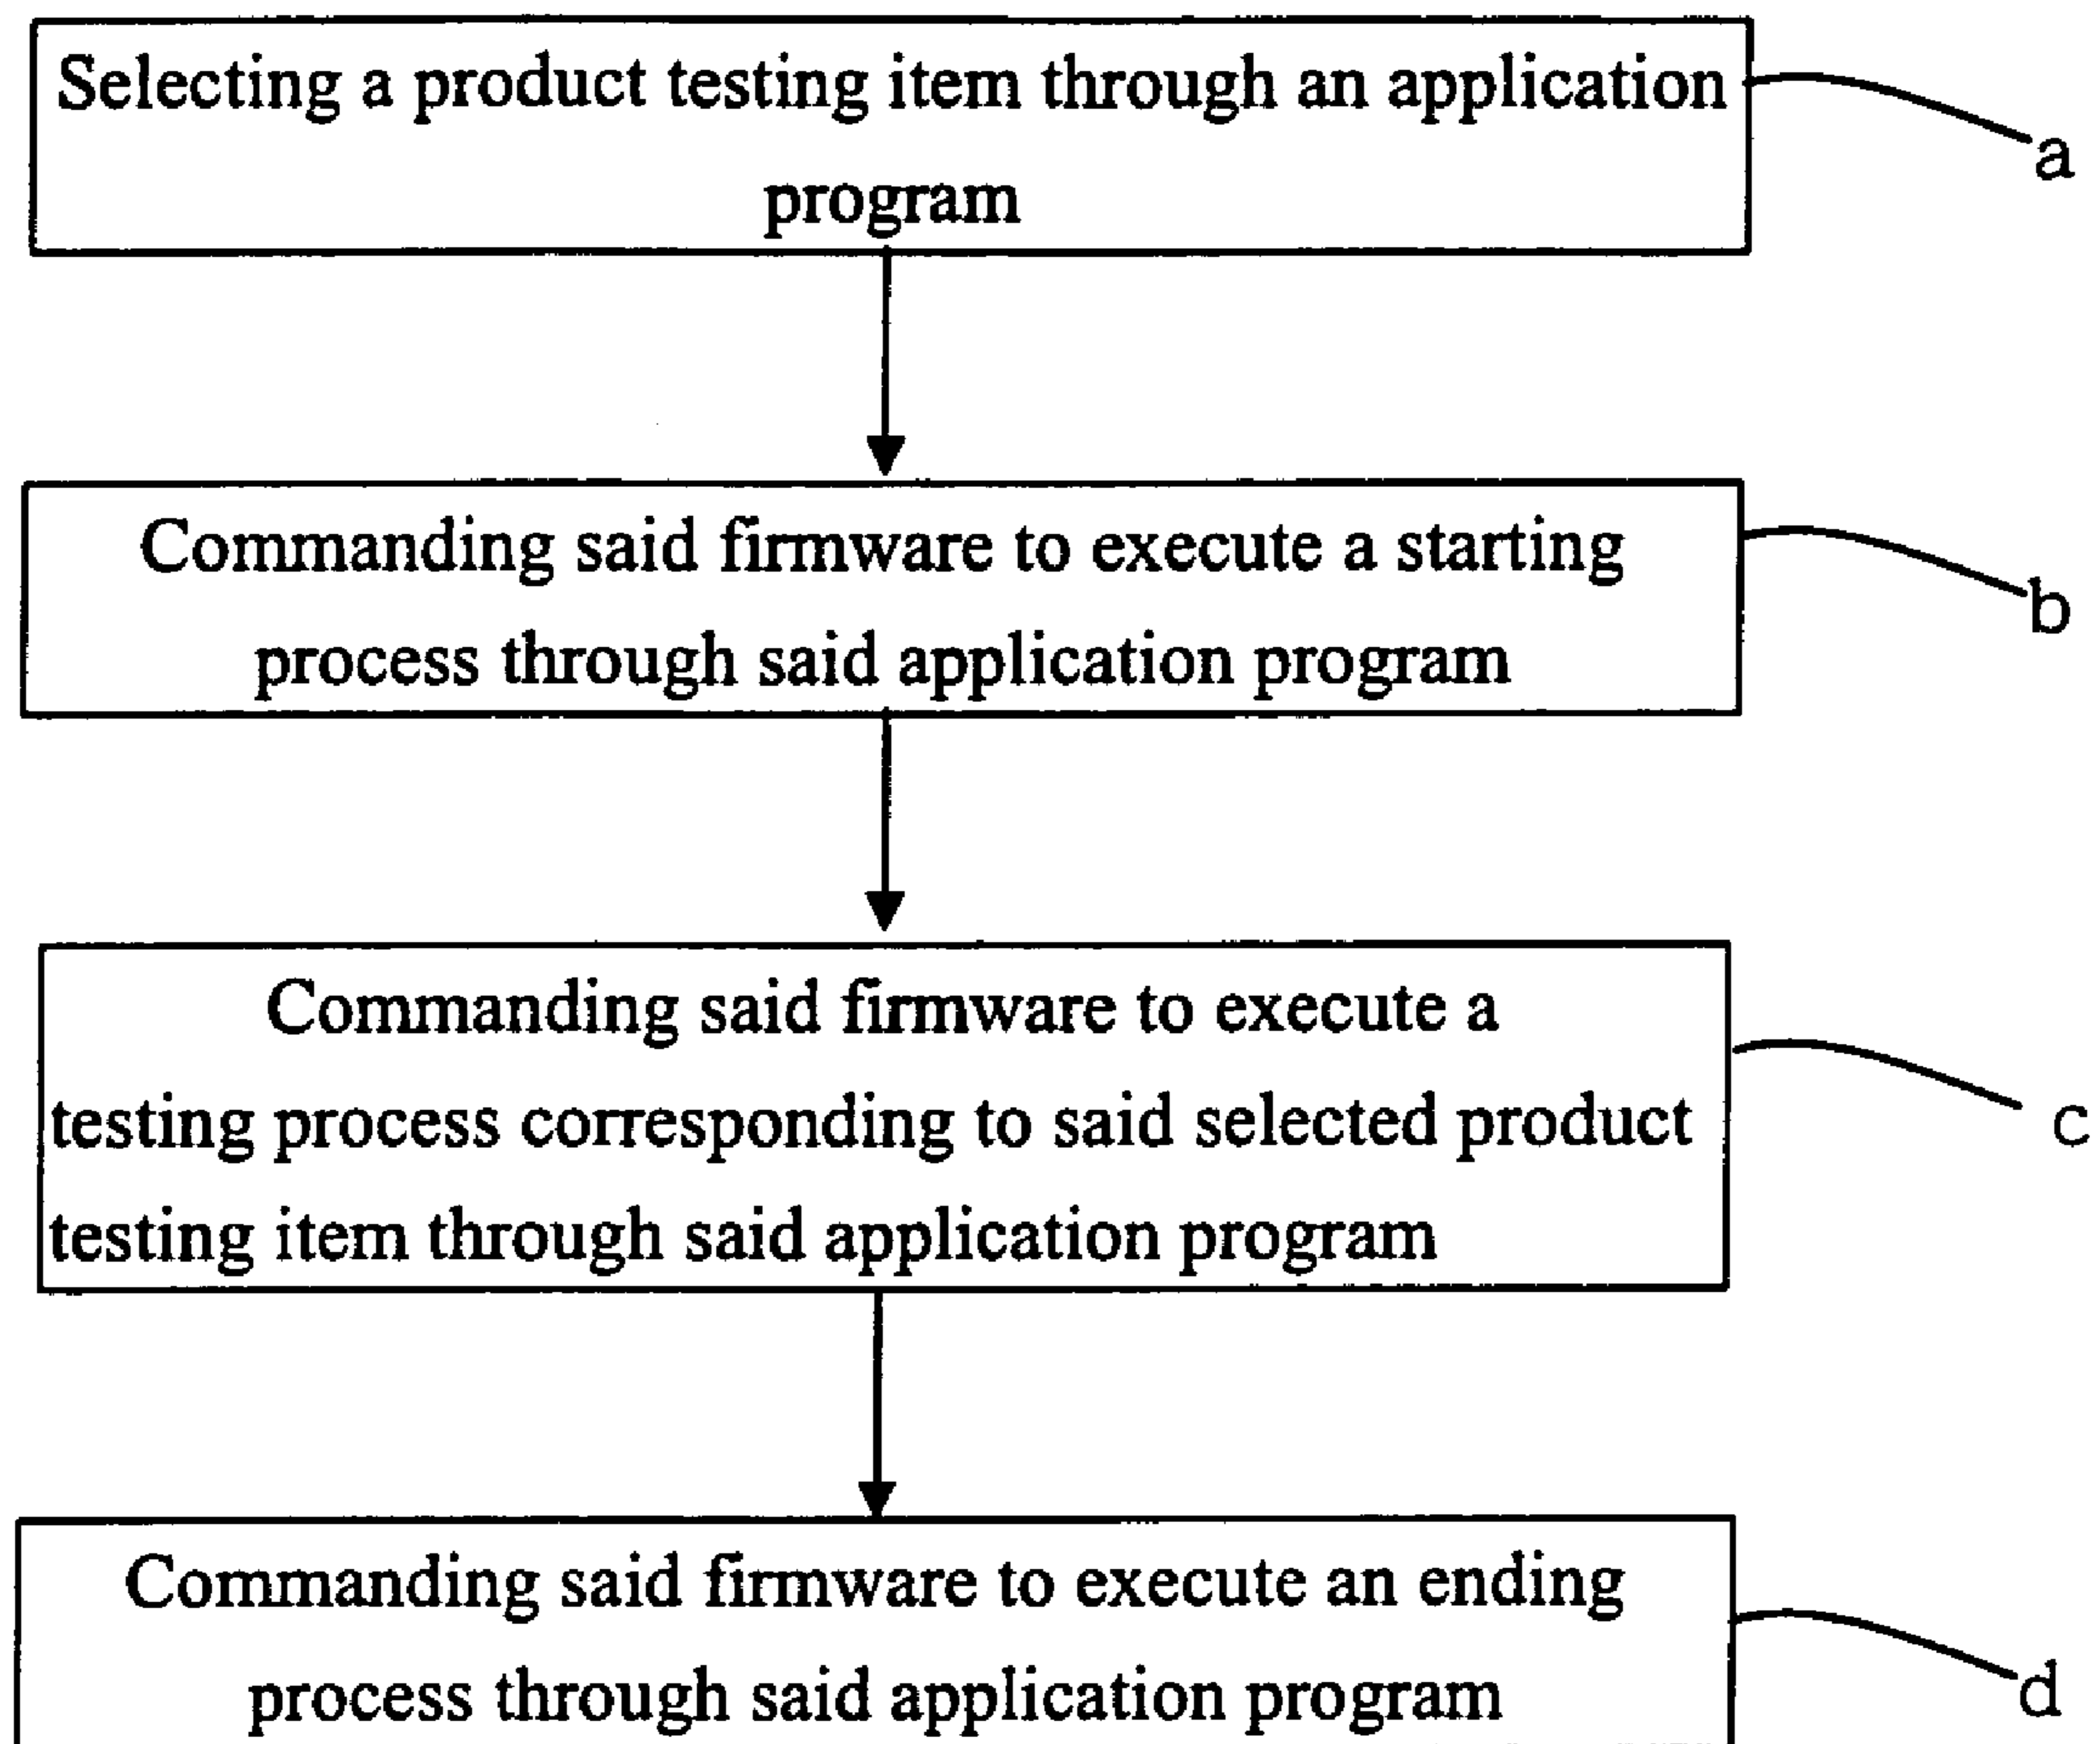 Selecting a product testing item through an application
program
a
Commanding said firmware to execute a starting
process through said application program
b
Commanding said firmware to execute a
testing process corresponding to said selected product
testing item through said application program
c
Commanding said firmware to execute an ending
process through said application program
d